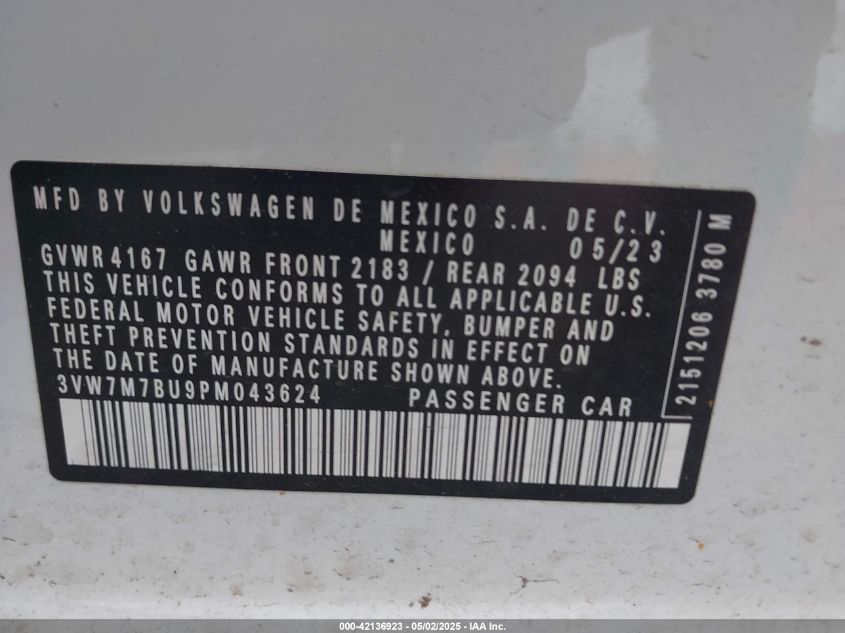 MFD BY VOLKSWAGEN DE MEXICO S.A. DE C.V.
MEXICO 05/23
GVWR 4167 GAWR FRONT 2183 / REAR 2094 LBS
THIS VEHICLE CONFORMS TO ALL APPLICABLE U.S.
FEDERAL MOTOR VEHICLE SAFETY, BUMPER AND
THEFT PREVENTION STANDARDS IN EFFECT ON
THE DATE OF MANUFACTURE SHOWN ABOVE.
3VW7M7BU9PM043624 PASSENGER CAR
2151206 3780 M
000-42136923 - 05/02/2025 - IAA Inc.